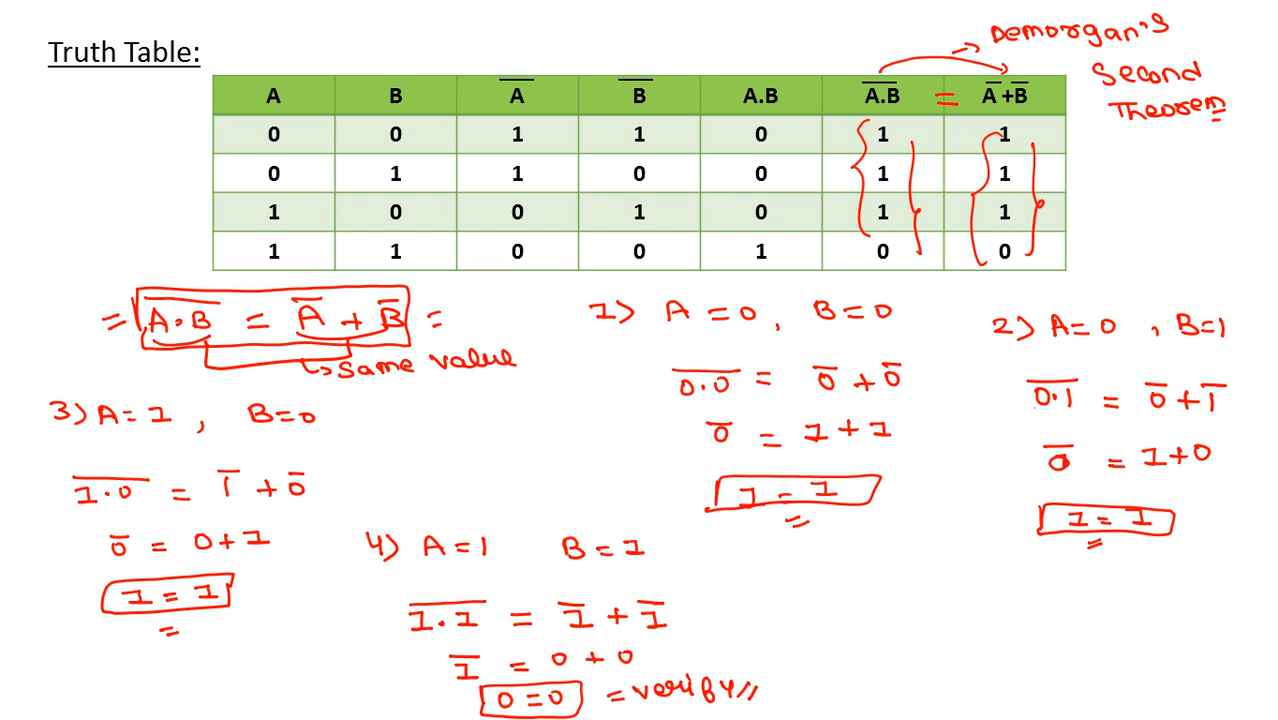 Truth Table:
Demorgan's
Second
Theorem
A B A̅ B̅ A.B A̅.̅B̅ = A̅+B̅
0 0 1 1 0 1 1
0 1 1 0 0 1 1
1 0 0 1 0 1 1
1 1 0 0 1 0 0
= A̅.̅B̅ = A̅ + B̅ =
same value
1) A=0, B=0
0̅.̅0̅ = 0̅ + 0̅
0̅ = 1+1
1 = 1
=
2) A=0, B=1
0̅.̅1̅ = 0̅+1̅
0̅ = 1+0
1 = 1
=
3) A=1, B=0
1̅.̅0̅ = 1̅ + 0̅
0̅ = 0+1
1 = 1
=
4) A=1 B=1
1̅.̅1̅ = 1̅ + 1̅
1̅ = 0+0
0=0 = verify//